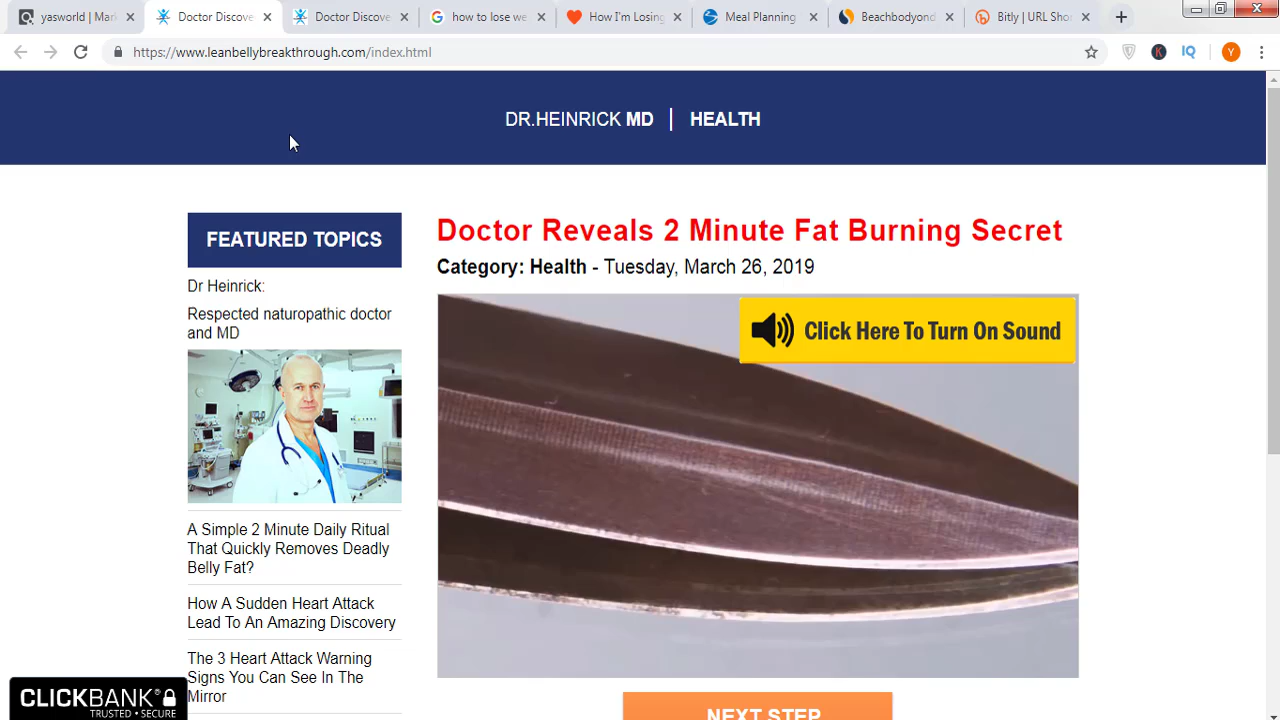 yasworld | Mark
Doctor Discove
Doctor Discove
how to lose we
How I'm Losing
Meal Planning
Beachbodyond
Bitly | URL Shor
https://www.leanbellybreakthrough.com/index.html
K
IQ
Y
DR.HEINRICK MD | HEALTH
FEATURED TOPICS
Dr Heinrick:
Respected naturopathic doctor
and MD
A Simple 2 Minute Daily Ritual
That Quickly Removes Deadly
Belly Fat?
How A Sudden Heart Attack
Lead To An Amazing Discovery
The 3 Heart Attack Warning
Signs You Can See In The
Mirror
Doctor Reveals 2 Minute Fat Burning Secret
Category: Health - Tuesday, March 26, 2019
Click Here To Turn On Sound
NEXT STEP
CLICKBANK®
TRUSTED • SECURE